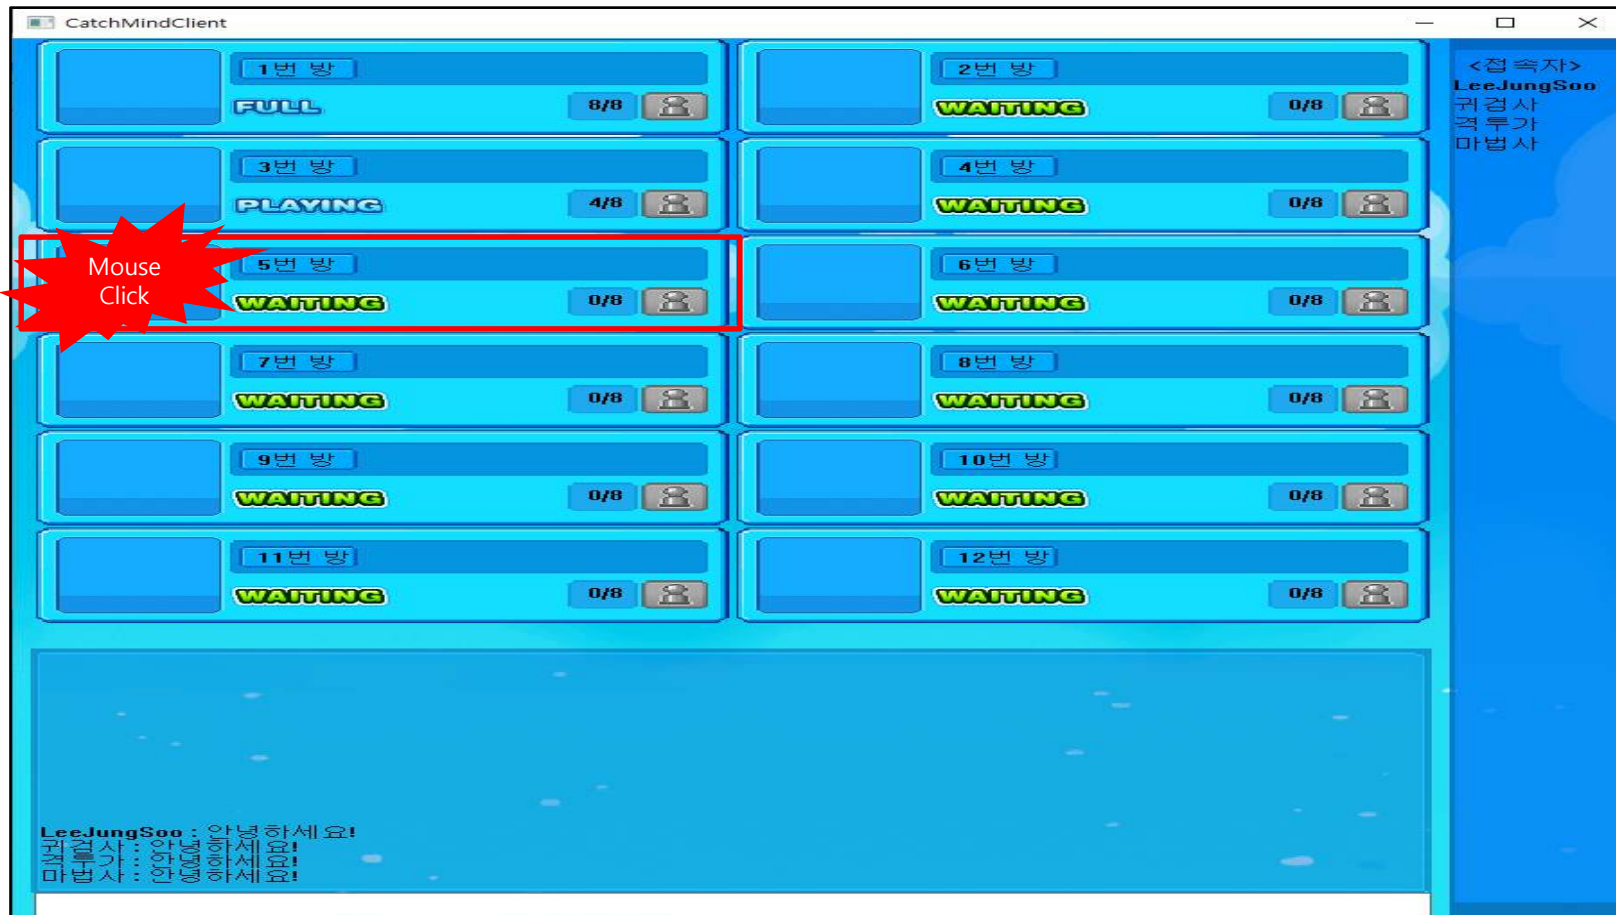 CatchMindClient
1번 방
FULL
8/8
2번 방
WAITING
0/8
3번 방
PLAYING
4/8
4번 방
WAITING
0/8
Mouse
Click
5번 방
WAITING
0/8
6번 방
WAITING
0/8
7번 방
WAITING
0/8
8번 방
WAITING
0/8
9번 방
WAITING
0/8
10번 방
WAITING
0/8
11번 방
WAITING
0/8
12번 방
WAITING
0/8
<접속자>
LeeJungSoo
귀검사
격투가
마법사
LeeJungSoo : 안녕하세요!
귀검사 : 안녕하세요!
격투가 : 안녕하세요!
마법사 : 안녕하세요!